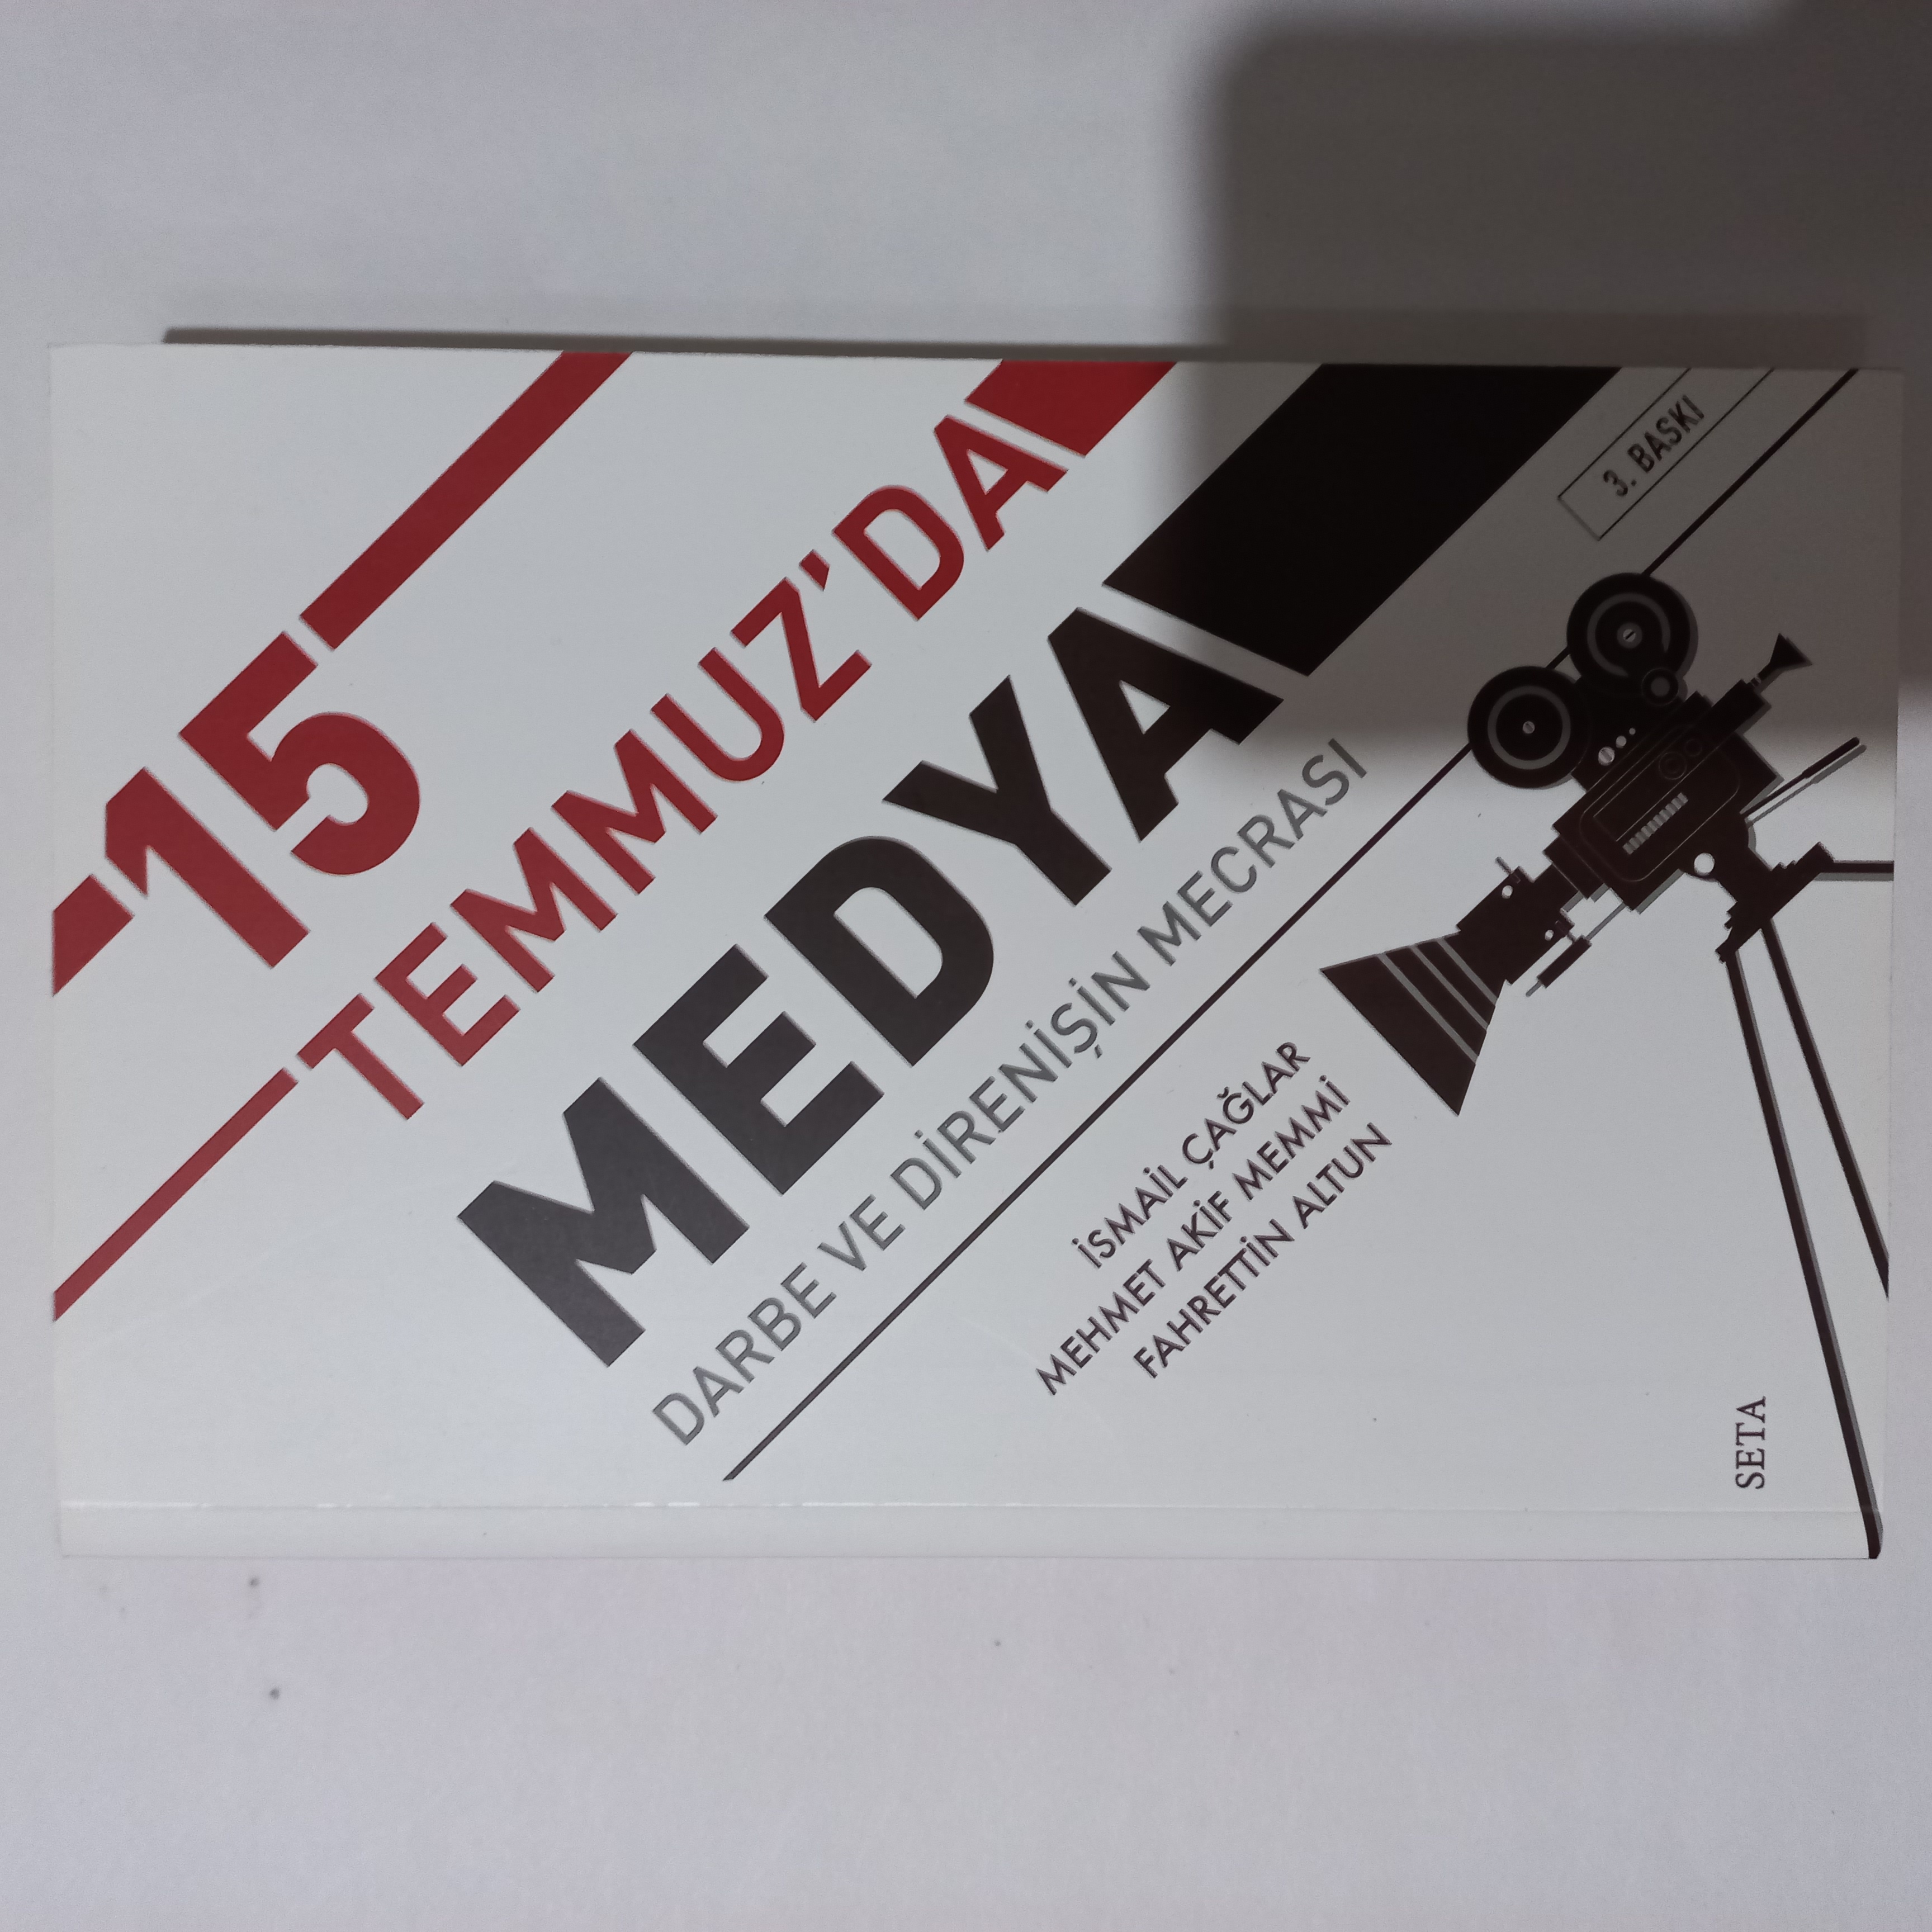 15
TEMMUZ'DA
MEDYA
DARBE VE DİRENİŞİN MECRASI
İSMAİL ÇAĞLAR
MEHMET AKİF MEMMİ
FAHRETTİN ALTUN
3. BASKI
SETA